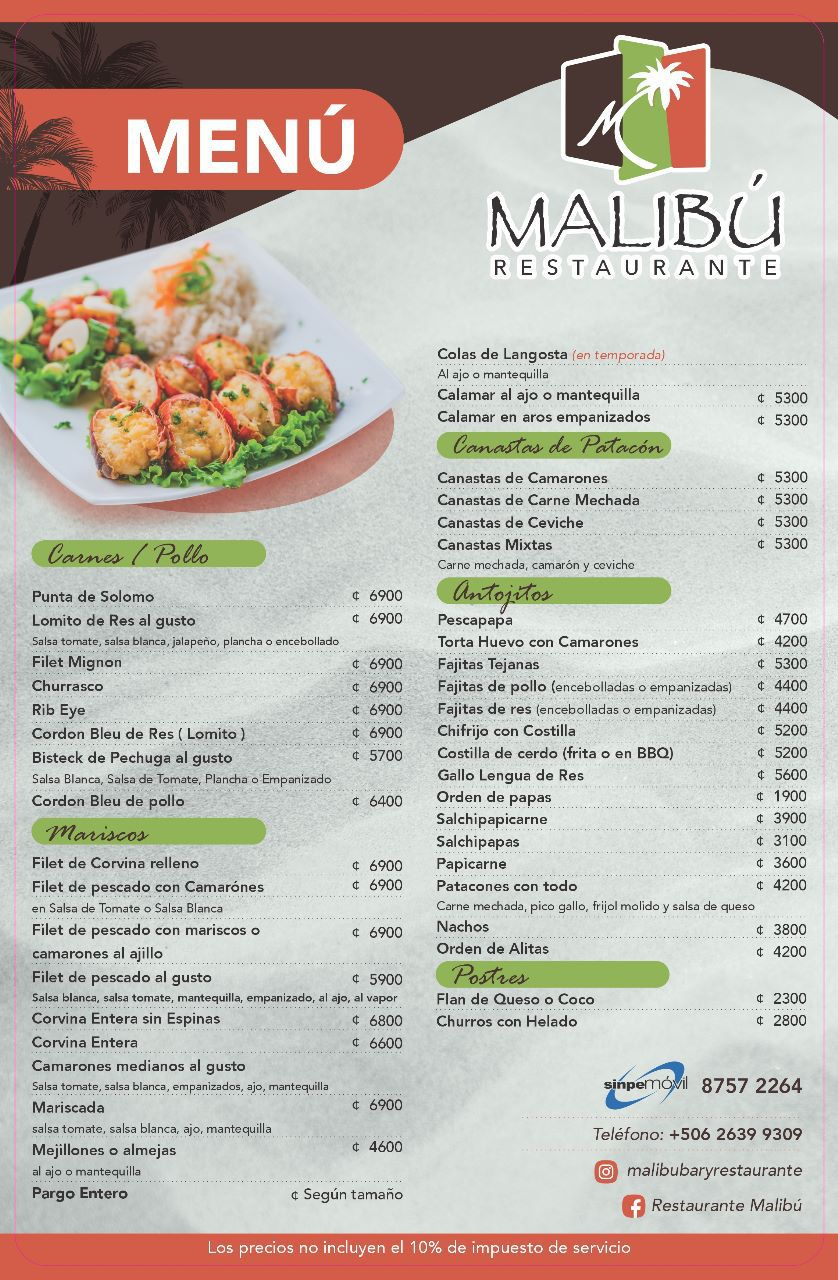 MENÚ
MALIBÚ
RESTAURANTE
Carnes / Pollo
Punta de Solomo ¢ 6900
Lomito de Res al gusto ¢ 6900
Salsa tomate, salsa blanca, jalapeño, plancha o encebollado
Filet Mignon ¢ 6900
Churrasco ¢ 6900
Rib Eye ¢ 6900
Cordon Bleu de Res ( Lomito ) ¢ 6900
Bisteck de Pechuga al gusto ¢ 5700
Salsa Blanca, Salsa de Tomate, Plancha o Empanizado
Cordon Bleu de pollo ¢ 6400
Mariscos
Filet de Corvina relleno ¢ 6900
Filet de pescado con Camarónes ¢ 6900
en Salsa de Tomate o Salsa Blanca
Filet de pescado con mariscos o ¢ 6900
camarones al ajillo
Filet de pescado al gusto ¢ 5900
Salsa blanca, salsa tomate, mantequilla, empanizado, al ajo, al vapor
Corvina Entera sin Espinas ¢ 6800
Corvina Entera ¢ 6600
Camarones medianos al gusto
Salsa tomate, salsa blanca, empanizados, ajo, mantequilla
Mariscada ¢ 6900
salsa tomate, salsa blanca, ajo, mantequilla
Mejillones o almejas ¢ 4600
al ajo o mantequilla
Pargo Entero ¢ Según tamaño
Colas de Langosta (en temporada)
Al ajo o mantequilla
Calamar al ajo o mantequilla ¢ 5300
Calamar en aros empanizados ¢ 5300
Canastas de Patacón
Canastas de Camarones ¢ 5300
Canastas de Carne Mechada ¢ 5300
Canastas de Ceviche ¢ 5300
Canastas Mixtas ¢ 5300
Carne mechada, camarón y ceviche
Antojitos
Pescapapa ¢ 4700
Torta Huevo con Camarones ¢ 4200
Fajitas Tejanas ¢ 5300
Fajitas de pollo (encebolladas o empanizadas) ¢ 4400
Fajitas de res (encebolladas o empanizadas) ¢ 4400
Chifrijo con Costilla ¢ 5200
Costilla de cerdo (frita o en BBQ) ¢ 5200
Gallo Lengua de Res ¢ 5600
Orden de papas ¢ 1900
Salchipapicarne ¢ 3900
Salchipapas ¢ 3100
Papicarne ¢ 3600
Patacones con todo ¢ 4200
Carne mechada, pico gallo, frijol molido y salsa de queso
Nachos ¢ 3800
Orden de Alitas ¢ 4200
Postres
Flan de Queso o Coco ¢ 2300
Churros con Helado ¢ 2800
sinpemóvil 8757 2264
Teléfono: +506 2639 9309
malibubaryrestaurante
Restaurante Malibú
Los precios no incluyen el 10% de impuesto de servicio